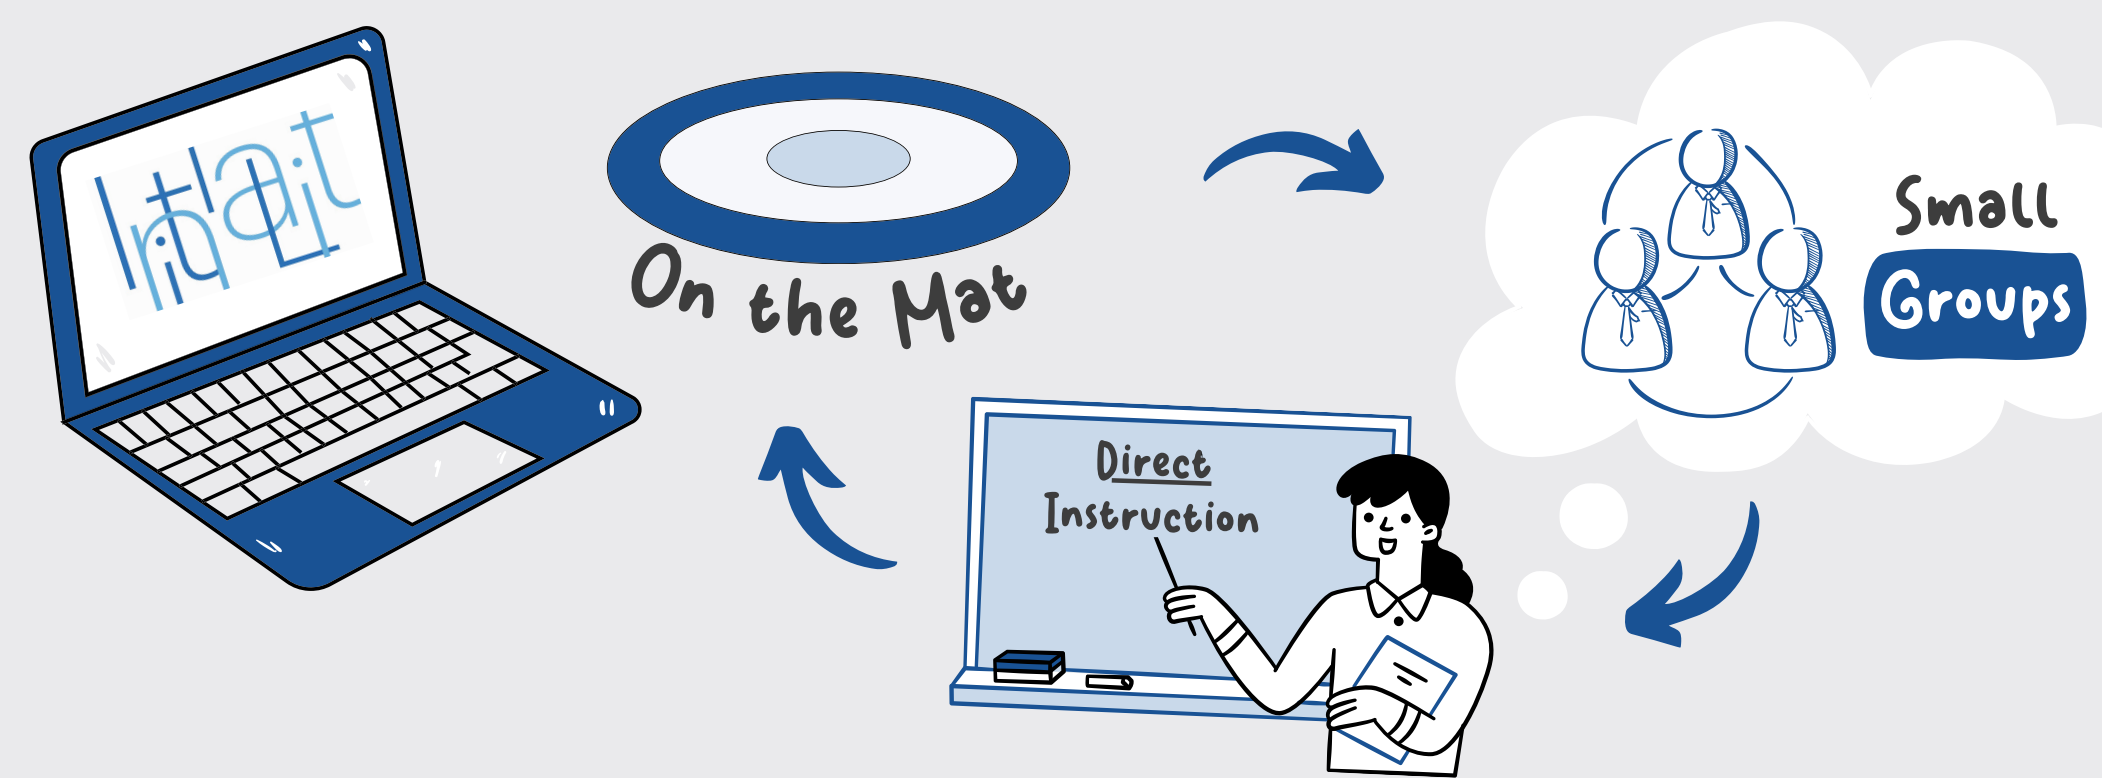 On the Mat
Small
Groups
Direct
Instruction